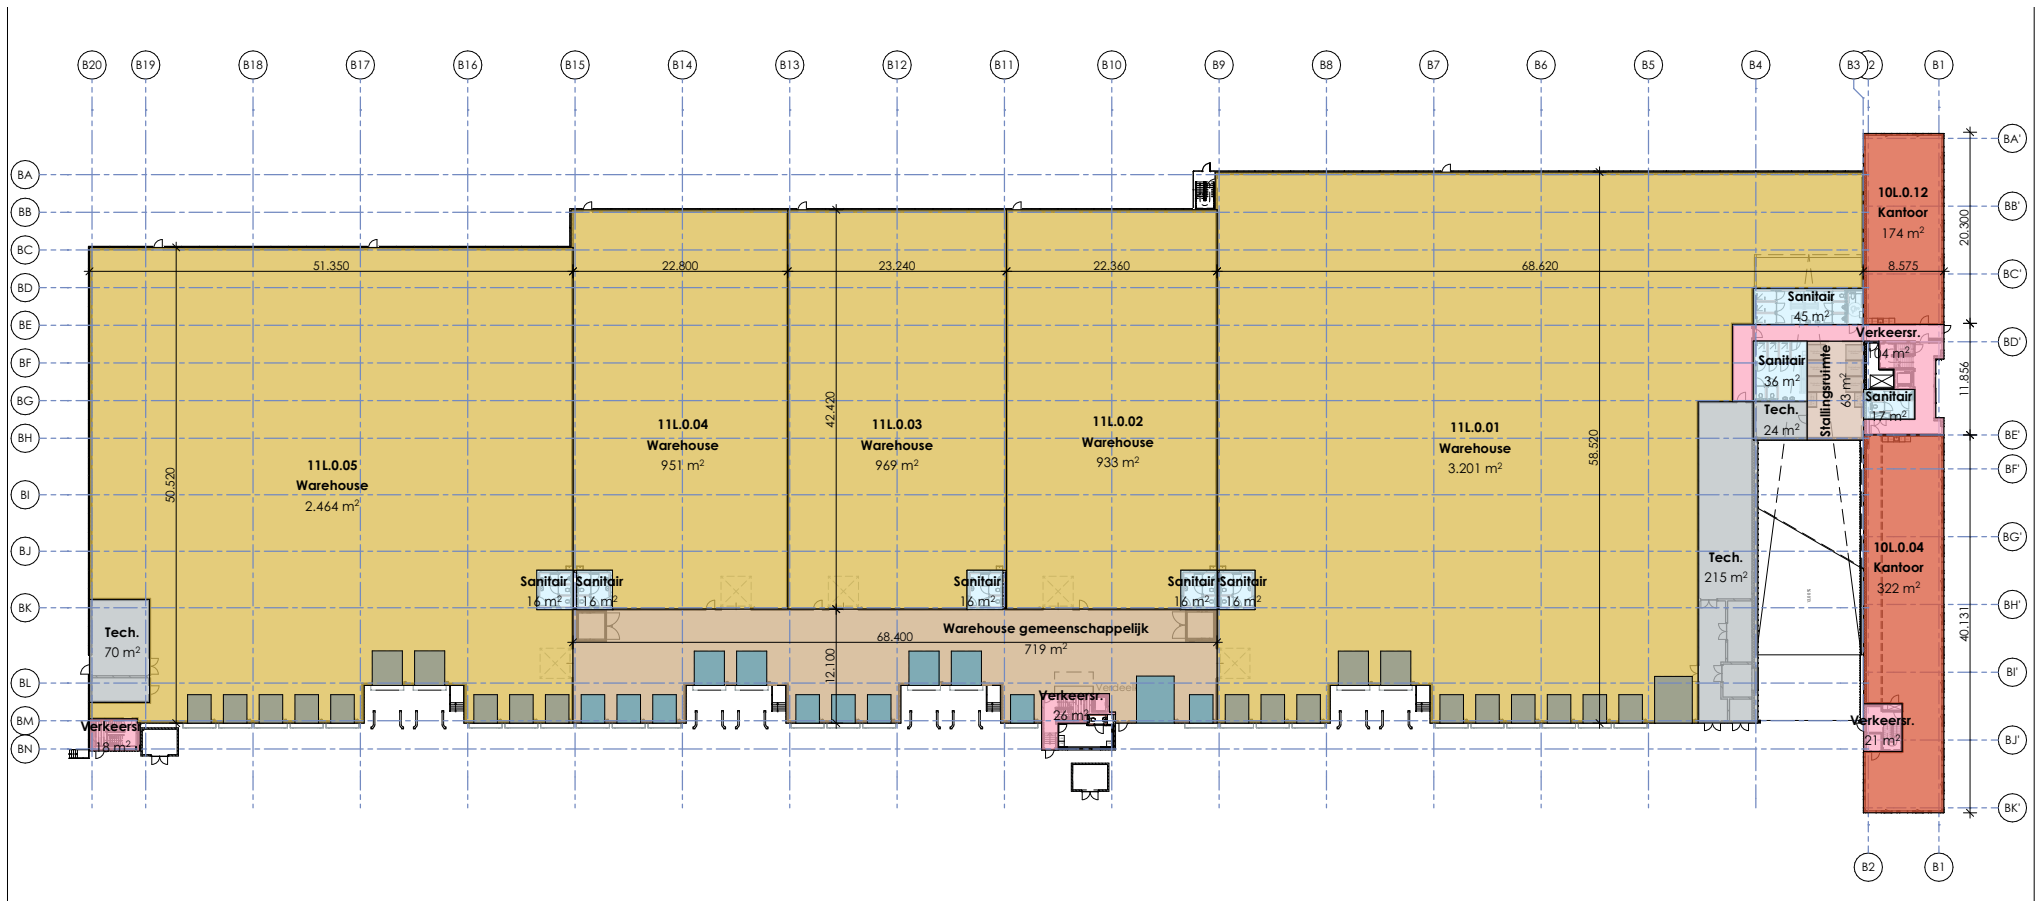 B20 B19 B18 B17 B16 B15 B14 B13 B12 B11 B10 B9 B8 B7 B6 B5 B4 B3 2 B1
BA
BB
BC
BD
BE
BF
BG
BH
BI
BJ
BK
BL
BM
BN
BA'
BB'
BC'
BD'
BE'
BF'
BG'
BH'
BI'
BJ'
BK'
B2 B1
51.350 22.800 23.240 22.360 68.620 8.575
50.520
42.420
58.520
20.300
11.856
40.131
68.400
12.100
11L.0.05
Warehouse
2.464 m²
11L.0.04
Warehouse
951 m²
11L.0.03
Warehouse
969 m²
11L.0.02
Warehouse
933 m²
11L.0.01
Warehouse
3.201 m²
10L.0.12
Kantoor
174 m²
10L.0.04
Kantoor
322 m²
Sanitair
45 m²
Verkeersr.
104 m²
Sanitair
36 m²
Stallingsruimte
63 m²
Sanitair
17 m²
Tech.
24 m²
Tech.
215 m²
Tech.
70 m²
Sanitair
16 m²
Sanitair
16 m²
Sanitair
16 m²
Sanitair
16 m²
Sanitair
16 m²
Warehouse gemeenschappelijk
719 m²
Verkeersr.
18 m²
Verkeersr.
26 m²
Verkeersr.
21 m²